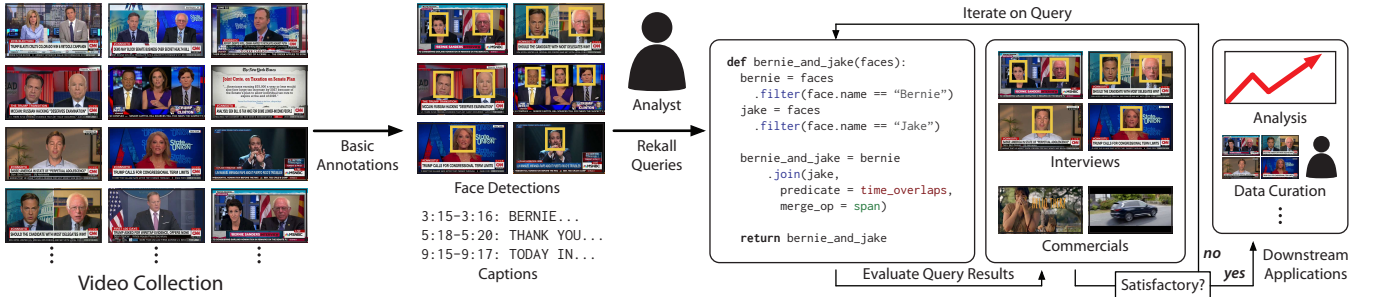 Iterate on Query
Video Collection
Basic
Annotations
Face Detections
3:15-3:16: BERNIE...
5:18-5:20: THANK YOU...
9:15-9:17: TODAY IN...
Captions
Analyst
Rekall
Queries
def bernie_and_jake(faces):
bernie = faces
.filter(face.name == “Bernie”)
jake = faces
.filter(face.name == “Jake”)
bernie_and_jake = bernie
.join(jake,
predicate = time_overlaps,
merge_op = span)
return bernie_and_jake
Evaluate Query Results
Interviews
Commercials
Satisfactory?
no
yes
Analysis
Data Curation
Downstream
Applications